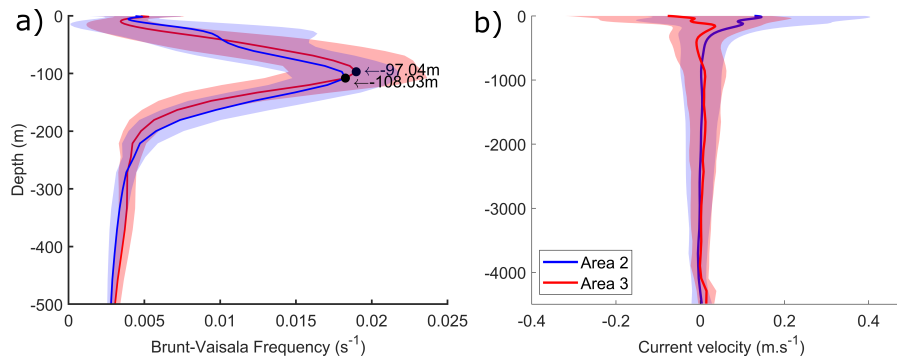 a)
0
-100
-200
-300
-400
-500
Depth (m)
←-97.04m
←-108.03m
0
0.005
0.01
0.015
0.02
0.025
Brunt-Vaisala Frequency (s⁻¹)
b)
0
-1000
-2000
-3000
-4000
Area 2
Area 3
-0.4
-0.2
0
0.2
0.4
Current velocity (m.s⁻¹)